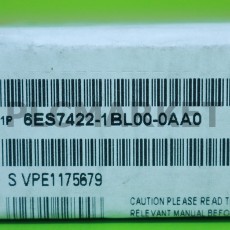 1P 6ES7422-1BL00-0AA0
PLCMARKET
S VPE1175679
CAUTION PLEASE READ T
RELEVANT MANUAL BEFO